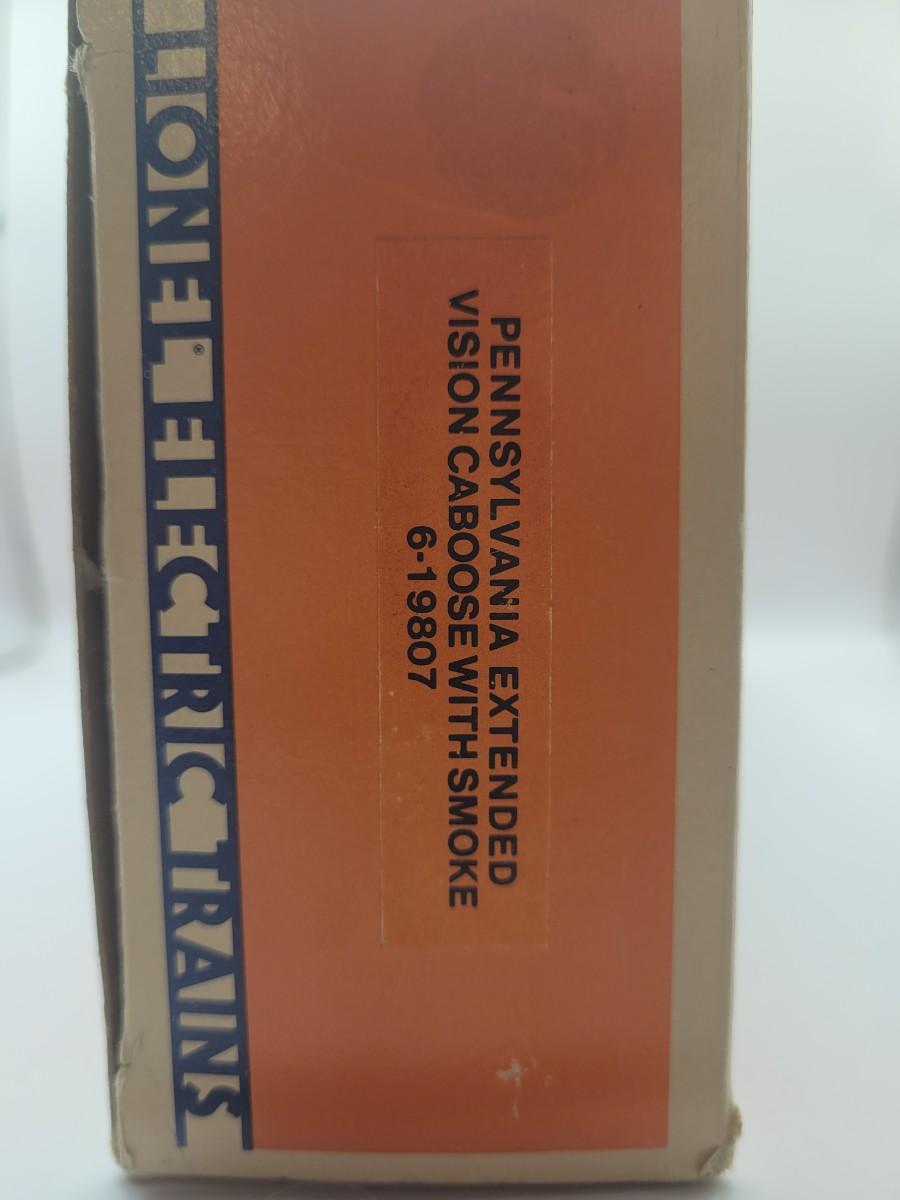 LIONEL® ELECTRIC TRAINS
PENNSYLVANIA EXTENDED
VISION CABOOSE WITH SMOKE
6-19807